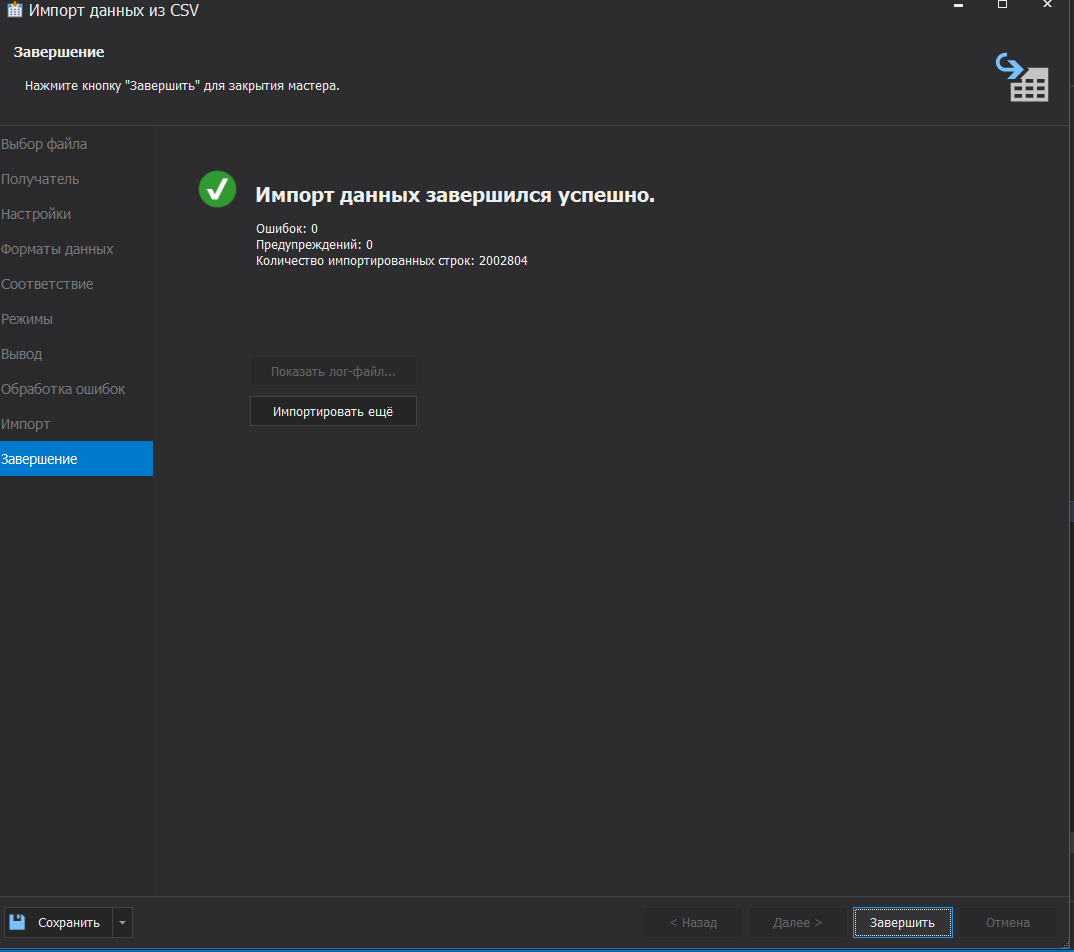 Импорт данных из CSV
Завершение
Нажмите кнопку "Завершить" для закрытия мастера.
Выбор файла
Получатель
Настройки
Форматы данных
Соответствие
Режимы
Вывод
Обработка ошибок
Импорт
Завершение
Импорт данных завершился успешно.
Ошибок: 0
Предупреждений: 0
Количество импортированных строк: 2002804
Показать лог-файл...
Импортировать ещё
Сохранить
< Назад
Далее >
Завершить
Отмена